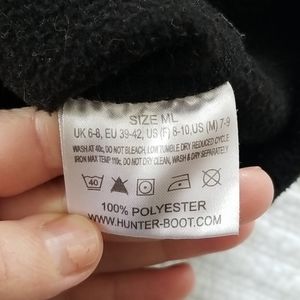 SIZE ML
UK 6-8, EU 39-42, US (F) 8-10, US (M) 7-9
WASH AT 40c, DO NOT BLEACH, LOW TUMBLE, DRY REDUCED CYCLE
IRON MAX TEMP 110c, DO NOT DRY CLEAN, WASH & DRY SEPARATELY
40
100% POLYESTER
WWW.HUNTER-BOOT.COM